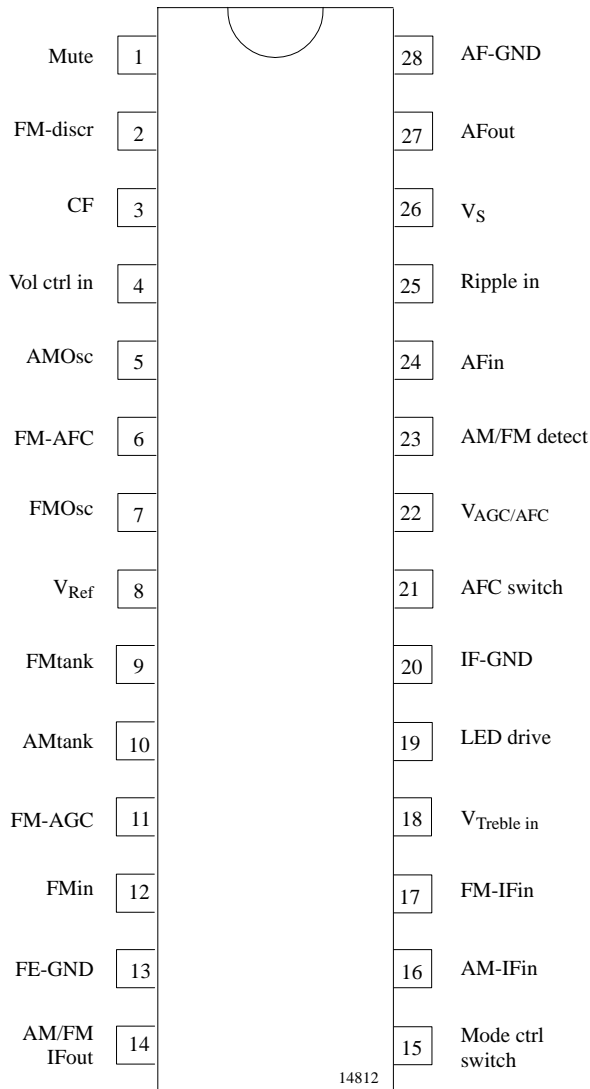 Mute 1 28 AF-GND
FM-discr 2 27 AFout
CF 3 26 VS
Vol ctrl in 4 25 Ripple in
AMOsc 5 24 AFin
FM-AFC 6 23 AM/FM detect
FMOsc 7 22 VAGC/AFC
VRef 8 21 AFC switch
FMtank 9 20 IF-GND
AMtank 10 19 LED drive
FM-AGC 11 18 VTreble in
FMin 12 17 FM-IFin
FE-GND 13 16 AM-IFin
AM/FM
IFout 14 15 Mode ctrl
switch
14812